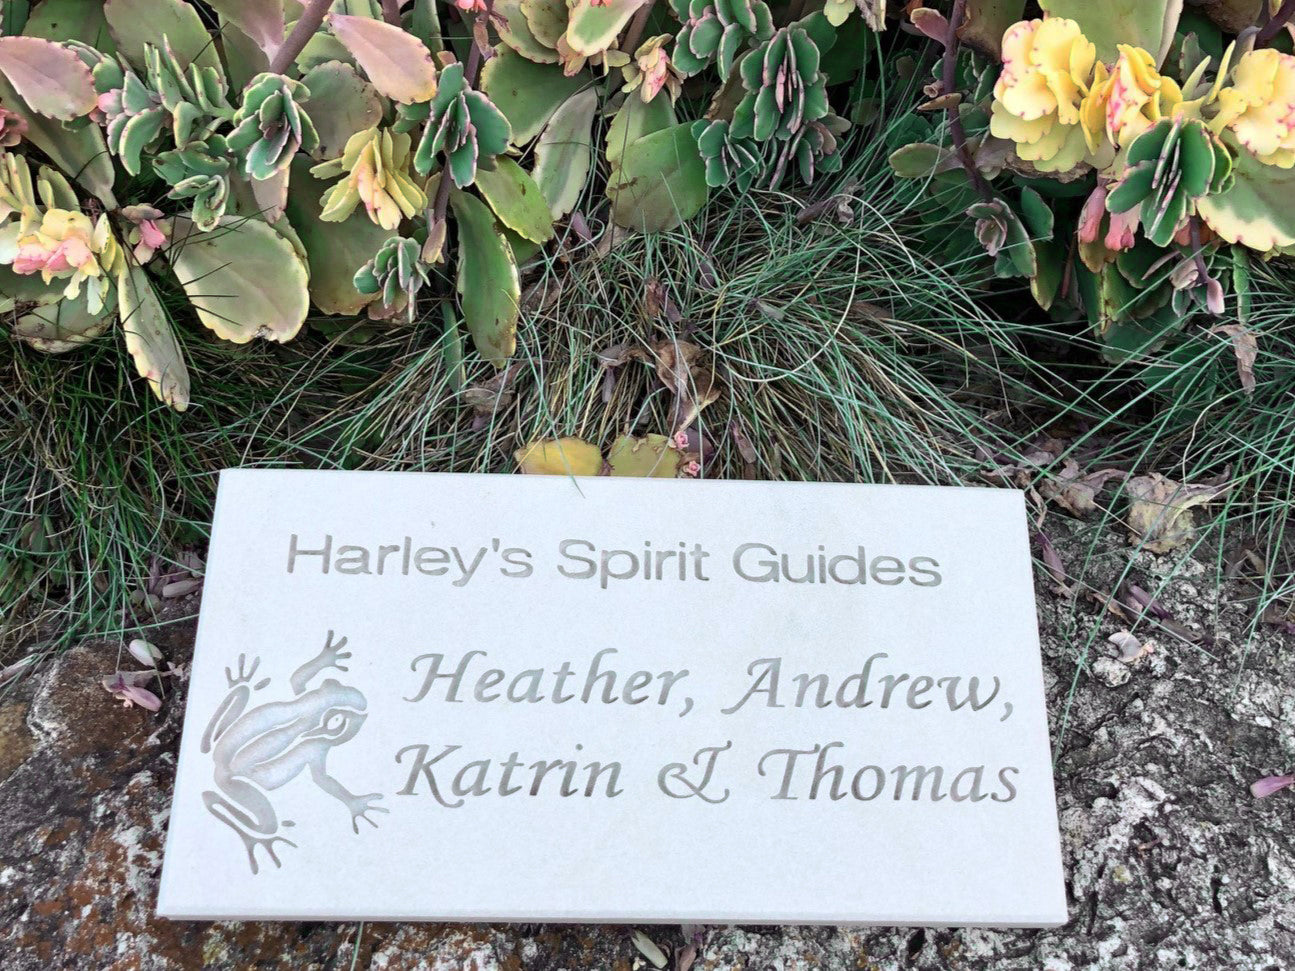 Harley's Spirit Guides
Heather, Andrew,
Katrin & Thomas